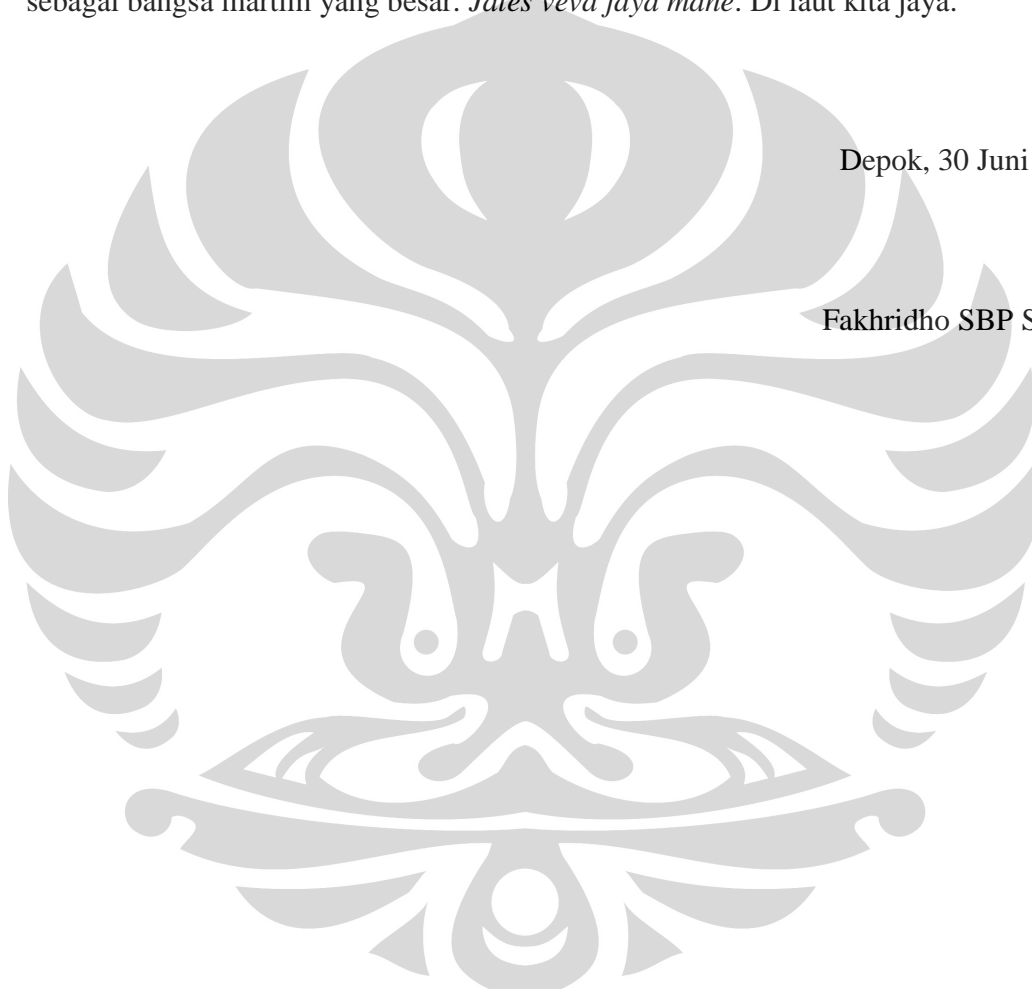 sebagai bangsa maritim yang besar. Jales veva jaya mahe. Di laut kita jaya.
Depok, 30 Juni
Fakhridho SBP S